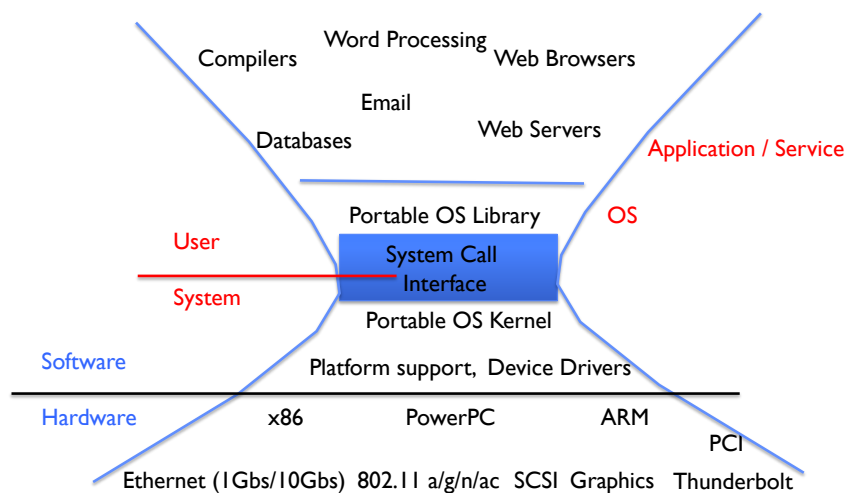 Compilers
Word Processing
Web Browsers
Email
Databases
Web Servers
Application / Service
Portable OS Library
OS
User
System Call
Interface
System
Portable OS Kernel
Software
Platform support, Device Drivers
Hardware
x86
PowerPC
ARM
PCI
Ethernet (1Gbs/10Gbs)
802.11 a/g/n/ac
SCSI
Graphics
Thunderbolt